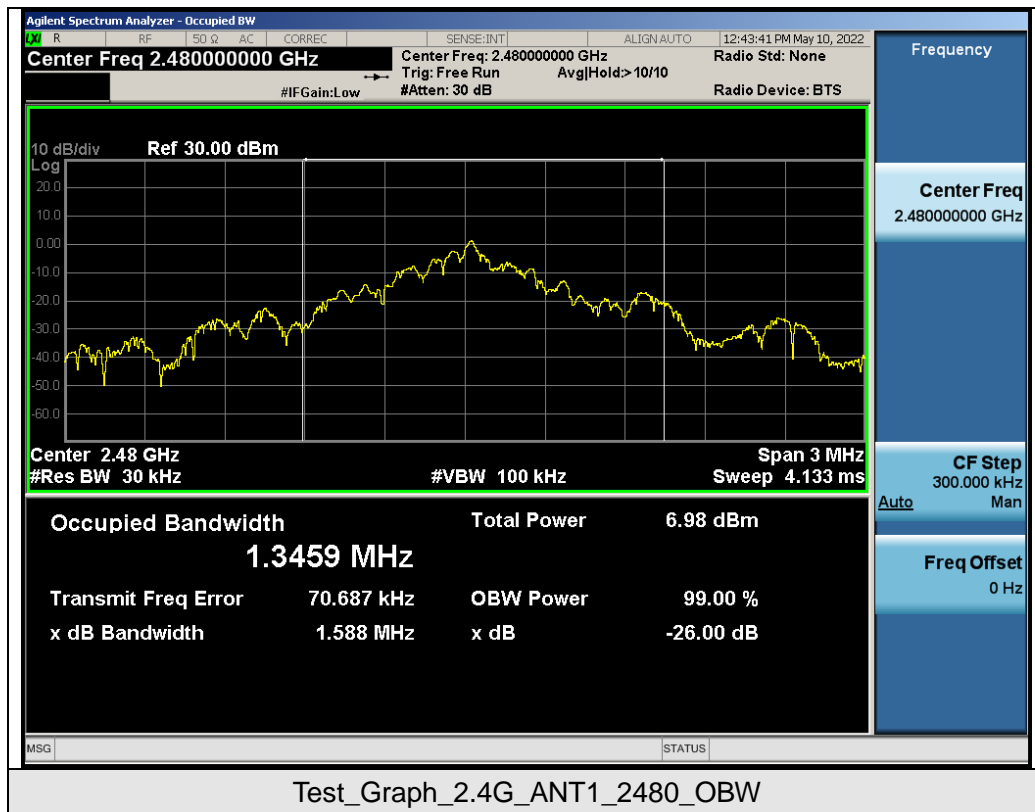 Agilent Spectrum Analyzer - Occupied BW
LXI R RF 50 Ω AC CORREC SENSE:INT ALIGN AUTO 12:43:41 PM May 10, 2022
Center Freq 2.480000000 GHz
Center Freq: 2.480000000 GHz
Radio Std: None
Trig: Free Run Avg|Hold:>10/10
#IFGain:Low
#Atten: 30 dB
Radio Device: BTS
Frequency
10 dB/div Ref 30.00 dBm
Log
20.0
10.0
0.00
-10.0
-20.0
-30.0
-40.0
-50.0
-60.0
Center 2.48 GHz Span 3 MHz
#Res BW 30 kHz #VBW 100 kHz Sweep 4.133 ms
Center Freq
2.480000000 GHz
CF Step
300.000 kHz
Auto Man
Freq Offset
0 Hz
Occupied Bandwidth Total Power 6.98 dBm
1.3459 MHz
Transmit Freq Error 70.687 kHz OBW Power 99.00 %
x dB Bandwidth 1.588 MHz x dB -26.00 dB
MSG STATUS
Test_Graph_2.4G_ANT1_2480_OBW